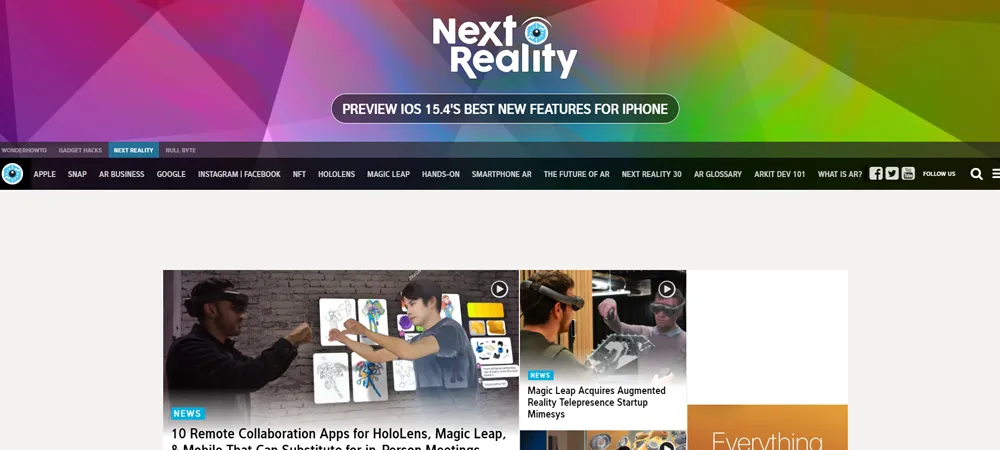 Next
Reality
PREVIEW IOS 15.4'S BEST NEW FEATURES FOR IPHONE
WONDERHOWTO GADGET HACKS NEXT REALITY NULL BYTE
APPLE SNAP AR BUSINESS GOOGLE INSTAGRAM | FACEBOOK NFT HOLOLENS MAGIC LEAP HANDS-ON SMARTPHONE AR THE FUTURE OF AR NEXT REALITY 30 AR GLOSSARY ARKIT DEV 101 WHAT IS AR? FOLLOW US
NEWS
10 Remote Collaboration Apps for HoloLens, Magic Leap,
& Mobile That Can Substitute for in-Person Meetings
NEWS
Magic Leap Acquires Augmented
Reality Telepresence Startup
Mimesys
Everything